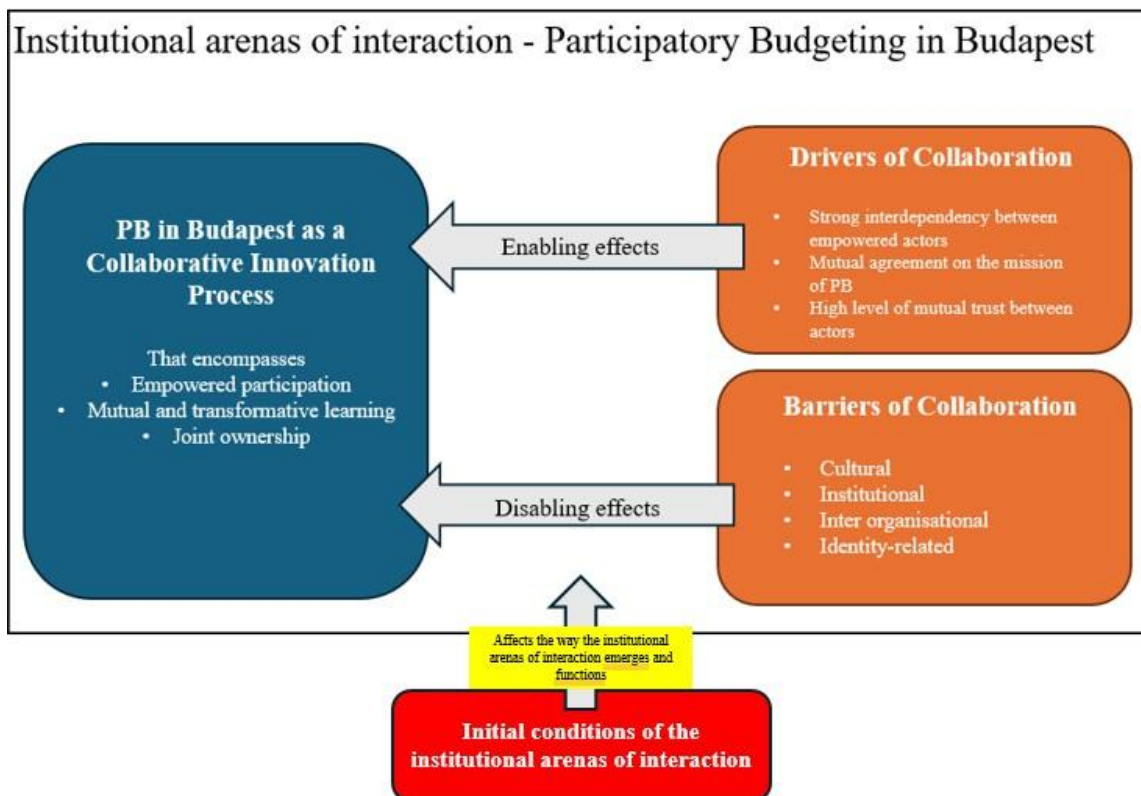 Institutional arenas of interaction - Participatory Budgeting in Budapest
PB in Budapest as a
Collaborative Innovation
Process
That encompasses
• Empowered participation
• Mutual and transformative learning
• Joint ownership
Enabling effects
Disabling effects
Drivers of Collaboration
• Strong interdependency between
empowered actors
• Mutual agreement on the mission
of PB
• High level of mutual trust between
actors
Barriers of Collaboration
• Cultural
• Institutional
• Inter organisational
• Identity-related
Affects the way the institutional
arenas of interaction emerges and
functions
Initial conditions of the
institutional arenas of interaction